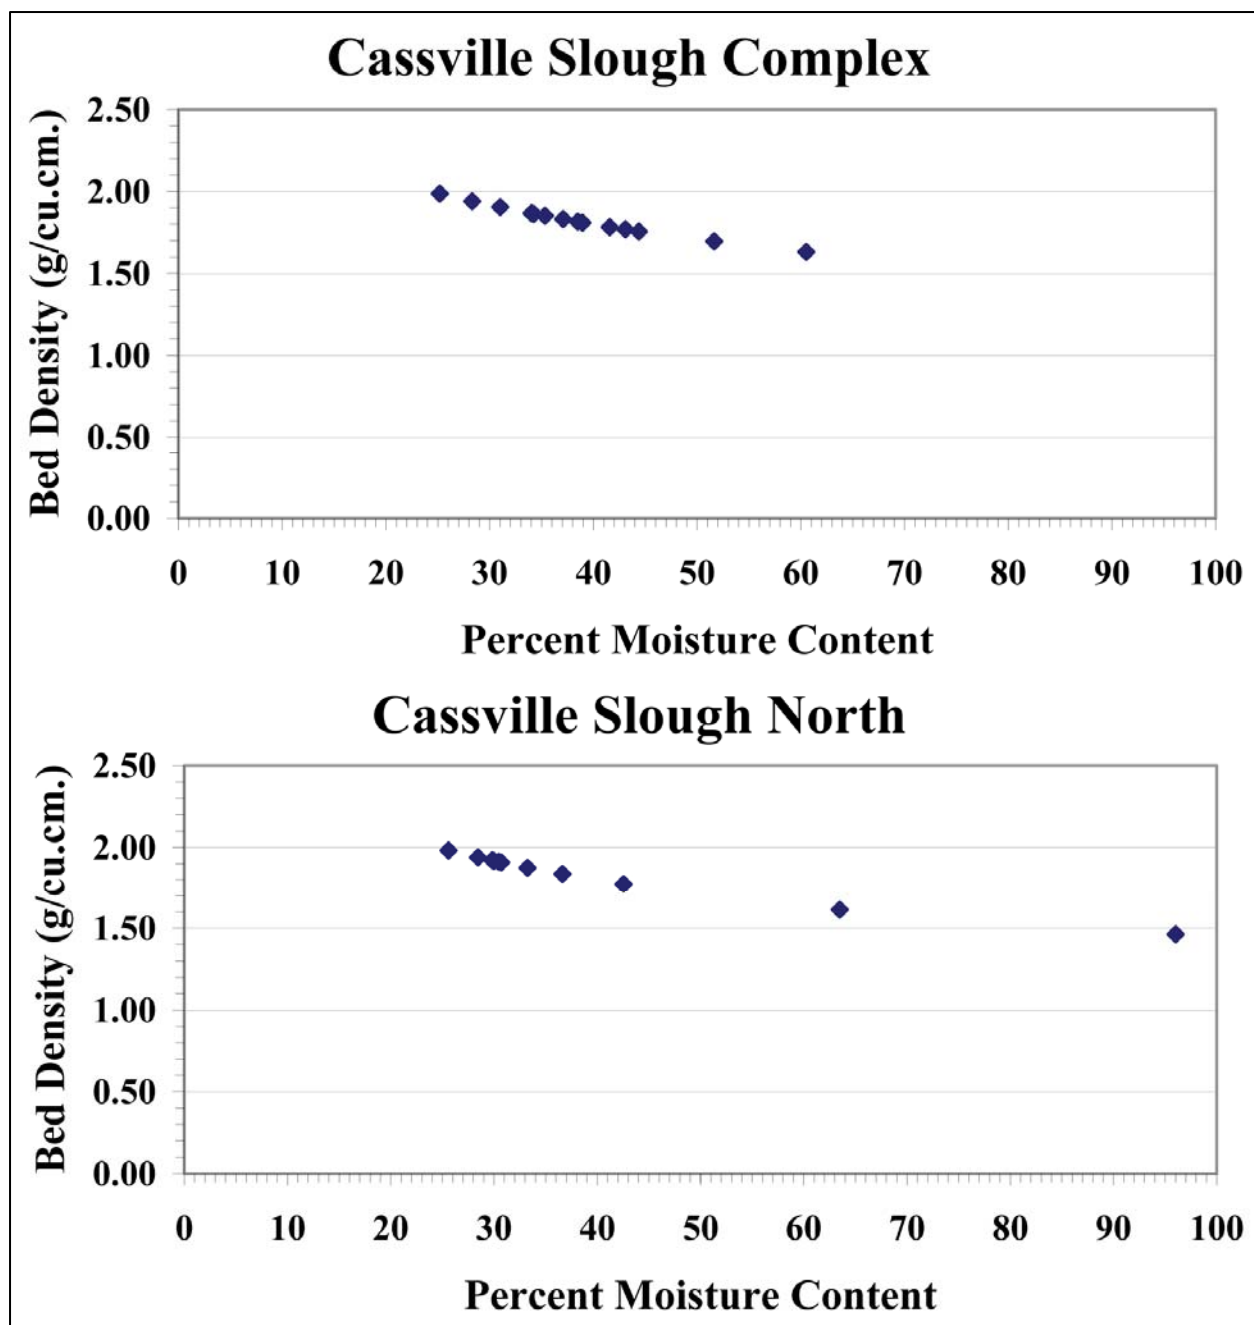 Cassville Slough Complex
Bed Density (g/cu.cm.)
2.50
2.00
1.50
1.00
0.50
0.00
0 10 20 30 40 50 60 70 80 90 100
Percent Moisture Content
Cassville Slough North
Bed Density (g/cu.cm.)
2.50
2.00
1.50
1.00
0.50
0.00
0 10 20 30 40 50 60 70 80 90 100
Percent Moisture Content